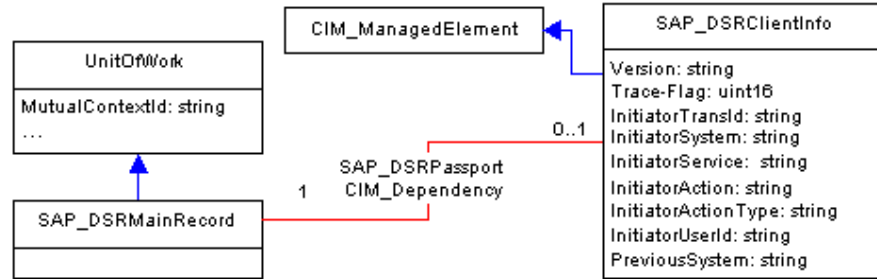 CIM_ManagedElement
SAP_DSRClientInfo
UnitOfWork
MutualContextId: string
...
Version: string
Trace-Flag: uint16
InitiatorTransId: string
InitiatorSystem: string
InitiatorService: string
InitiatorAction: string
InitiatorActionType: string
InitiatorUserId: string
PreviousSystem: string
0..1
SAP_DSRPassport
CIM_Dependency
1
SAP_DSRMainRecord